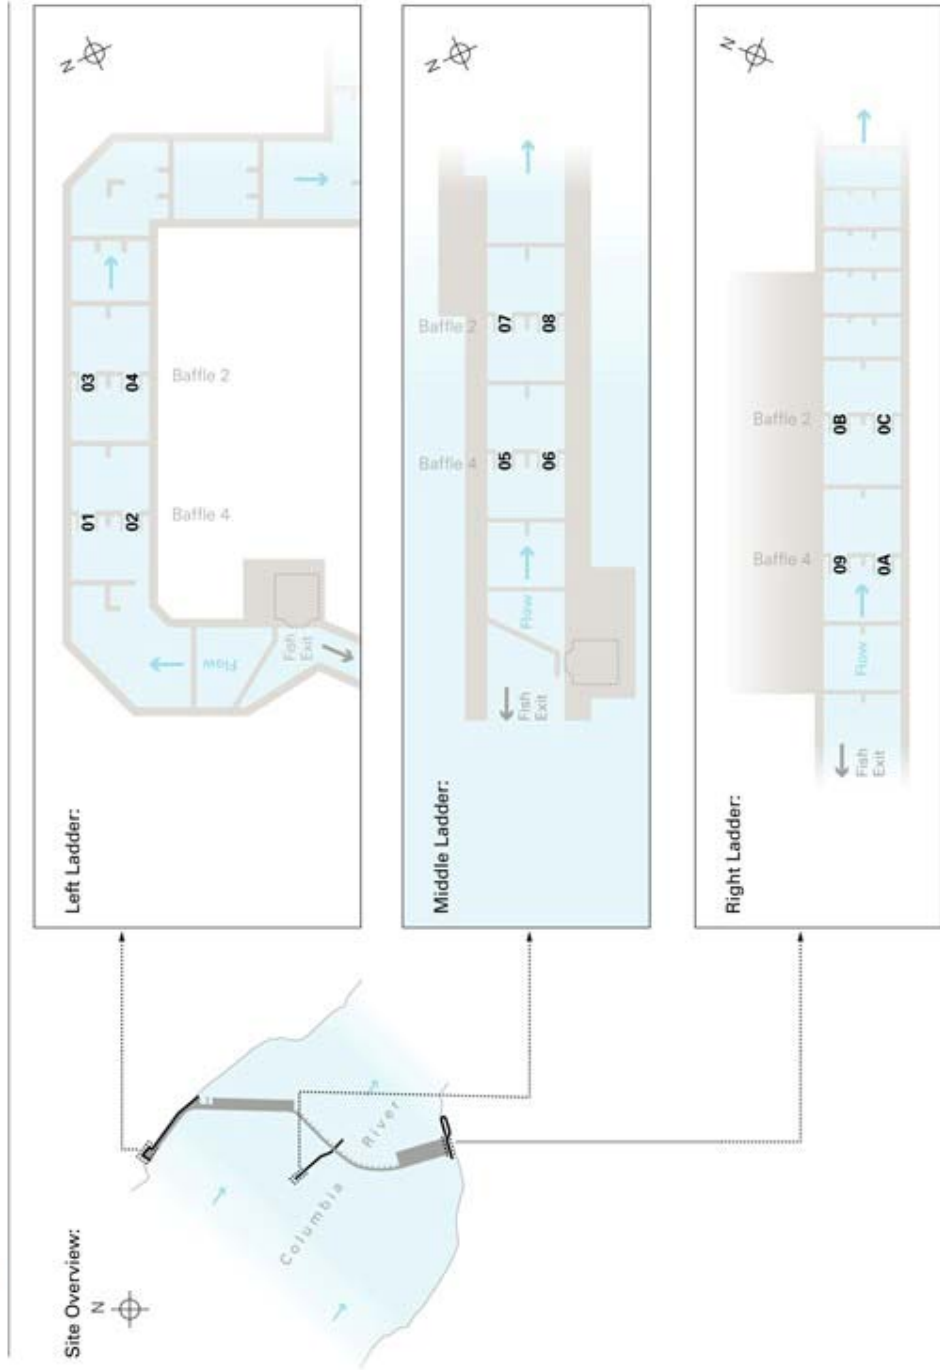 Site Overview:
N
Columbia
River
Left Ladder:
N
Flow
Fish
Exit
01
02
03
04
Baffle 4
Baffle 2
Middle Ladder:
N
Fish
Exit
Flow
Baffle 4
Baffle 2
05
06
07
08
Right Ladder:
N
Fish
Exit
Flow
Baffle 4
Baffle 2
09
0A
0B
0C